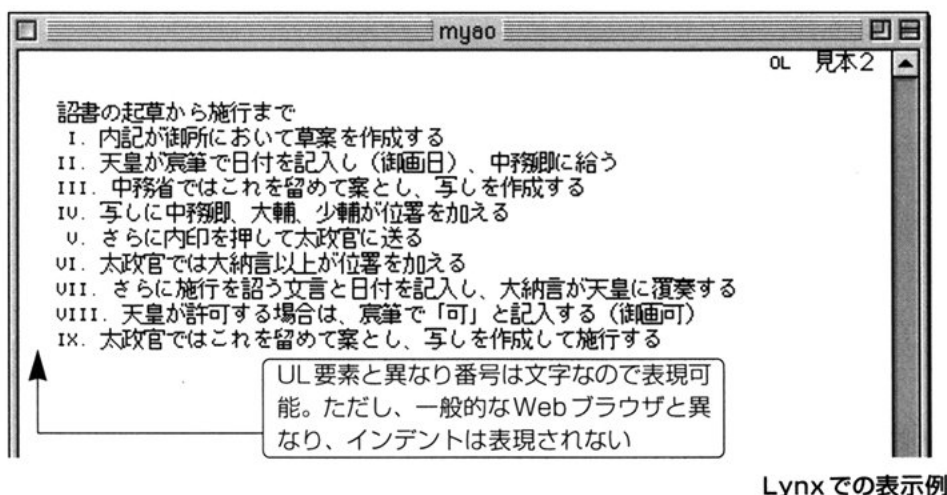 myao
OL 見本2
詔書の起草から施行まで
I. 内記が御所において草案を作成する
II. 天皇が宸筆で日付を記入し（御画日）、中務卿に給う
III. 中務省ではこれを留めて案とし、写しを作成する
IV. 写しに中務卿、大輔、少輔が位署を加える
V. さらに内印を押して太政官に送る
VI. 太政官では大納言以上が位署を加える
VII. さらに施行を詔う文言と日付を記入し、大納言が天皇に覆奏する
VIII. 天皇が許可する場合は、宸筆で「可」と記入する（御画可）
IX. 太政官ではこれを留めて案とし、写しを作成して施行する
UL要素と異なり番号は文字なので表現可
能。ただし、一般的なWebブラウザと異
なり、インデントは表現されない
Lynxでの表示例